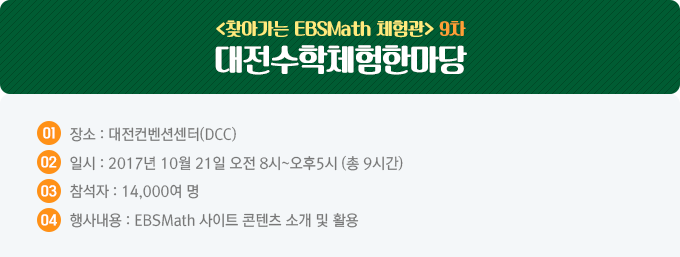 <찾아가는 EBSMath 체험관> 9차
대전수학체험한마당
01 장소 : 대전컨벤션센터(DCC)
02 일시 : 2017년 10월 21일 오전 8시~오후5시 (총 9시간)
03 참석자 : 14,000여 명
04 행사내용 : EBSMath 사이트 콘텐츠 소개 및 활용